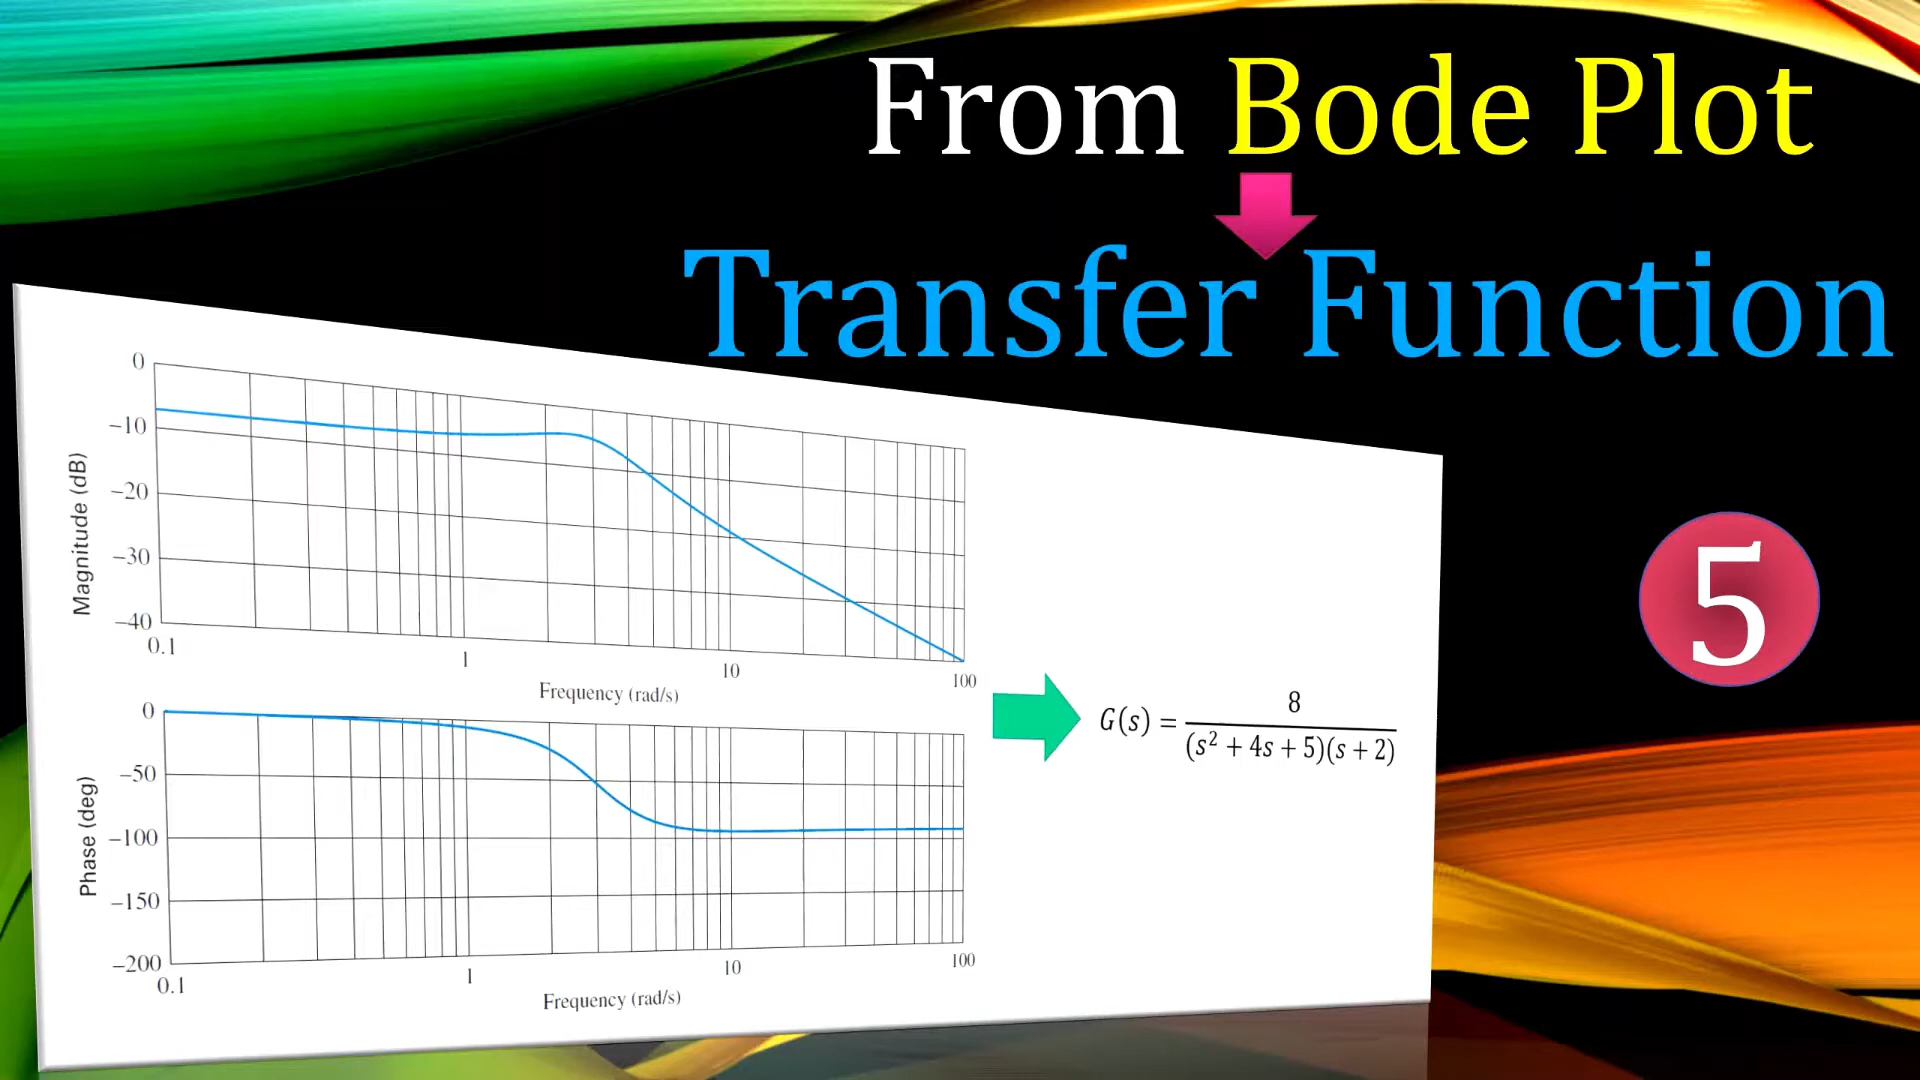 From Bode Plot
Transfer Function
5
0
−10
−20
−30
−40
Magnitude (dB)
0.1
1
10
100
Frequency (rad/s)
0
−50
−100
−150
−200
Phase (deg)
0.1
1
10
100
Frequency (rad/s)
G(s) = 8 / (s² + 4s + 5)(s + 2)